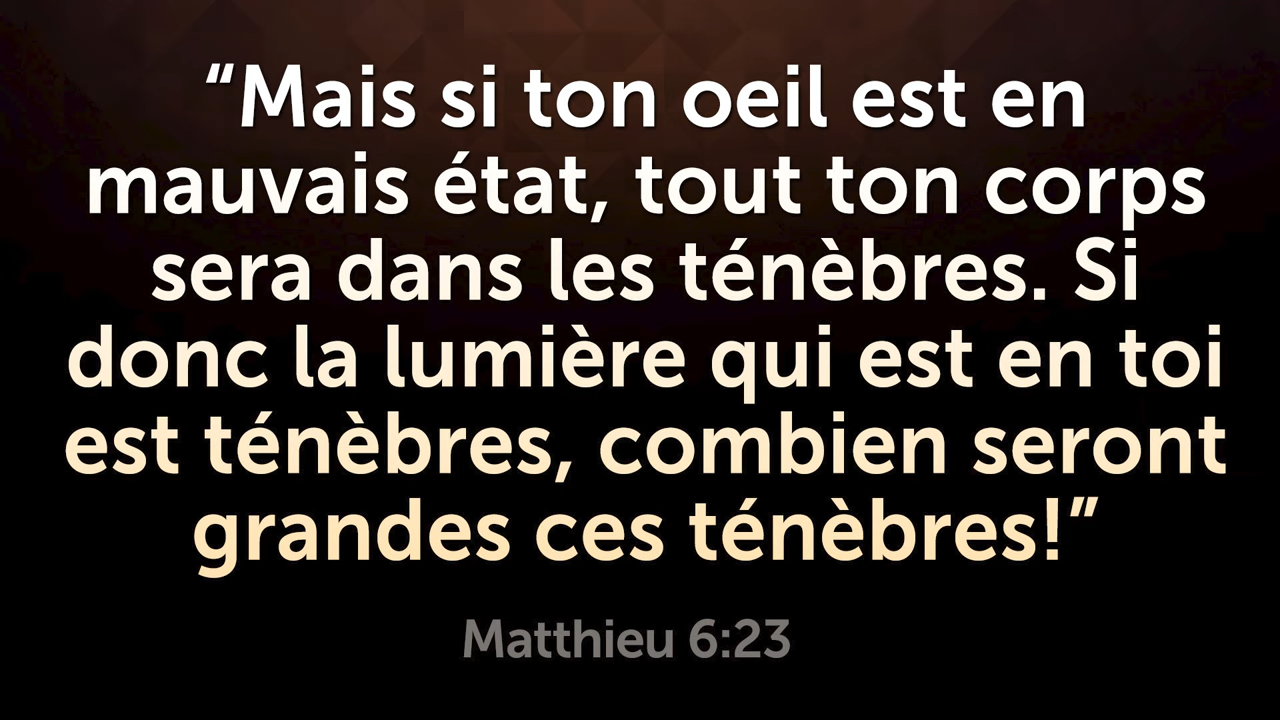 “Mais si ton oeil est en
mauvais état, tout ton corps
sera dans les ténèbres. Si
donc la lumière qui est en toi
est ténèbres, combien seront
grandes ces ténèbres!”
Matthieu 6:23